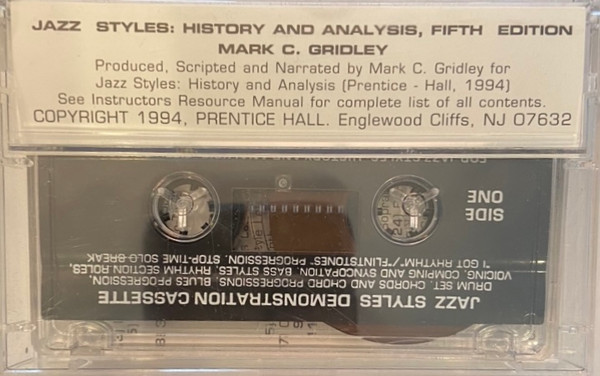 JAZZ STYLES: HISTORY AND ANALYSIS, FIFTH EDITION
MARK C. GRIDLEY
Produced, Scripted and Narrated by Mark C. Gridley for
Jazz Styles: History and Analysis (Prentice - Hall, 1994)
See Instructors Resource Manual for complete list of all contents.
COPYRIGHT 1994, PRENTICE HALL. Englewood Cliffs, NJ 07632
JAZZ STYLES DEMONSTRATION CASSETTE
DRUM SET, CHORDS AND CHORD PROGRESSIONS, BLUES PROGRESSION,
VOICING, COMPING AND SYNCOPATION, BASS STYLES, RHYTHM SECTION ROLES,
"I GOT RHYTHM"/"FLINTSTONES" PROGRESSION, STOP-TIME SOLO BREAK
SIDE
ONE